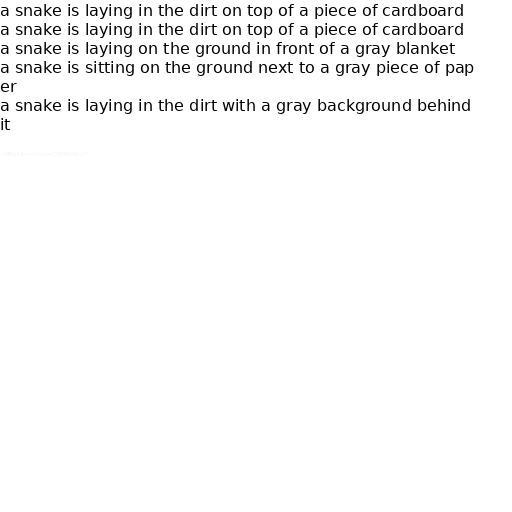 a snake is laying in the dirt on top of a piece of cardboard
a snake is laying in the dirt on top of a piece of cardboard
a snake is laying on the ground in front of a gray blanket
a snake is sitting on the ground next to a gray piece of pap
er
a snake is laying in the dirt with a gray background behind
it